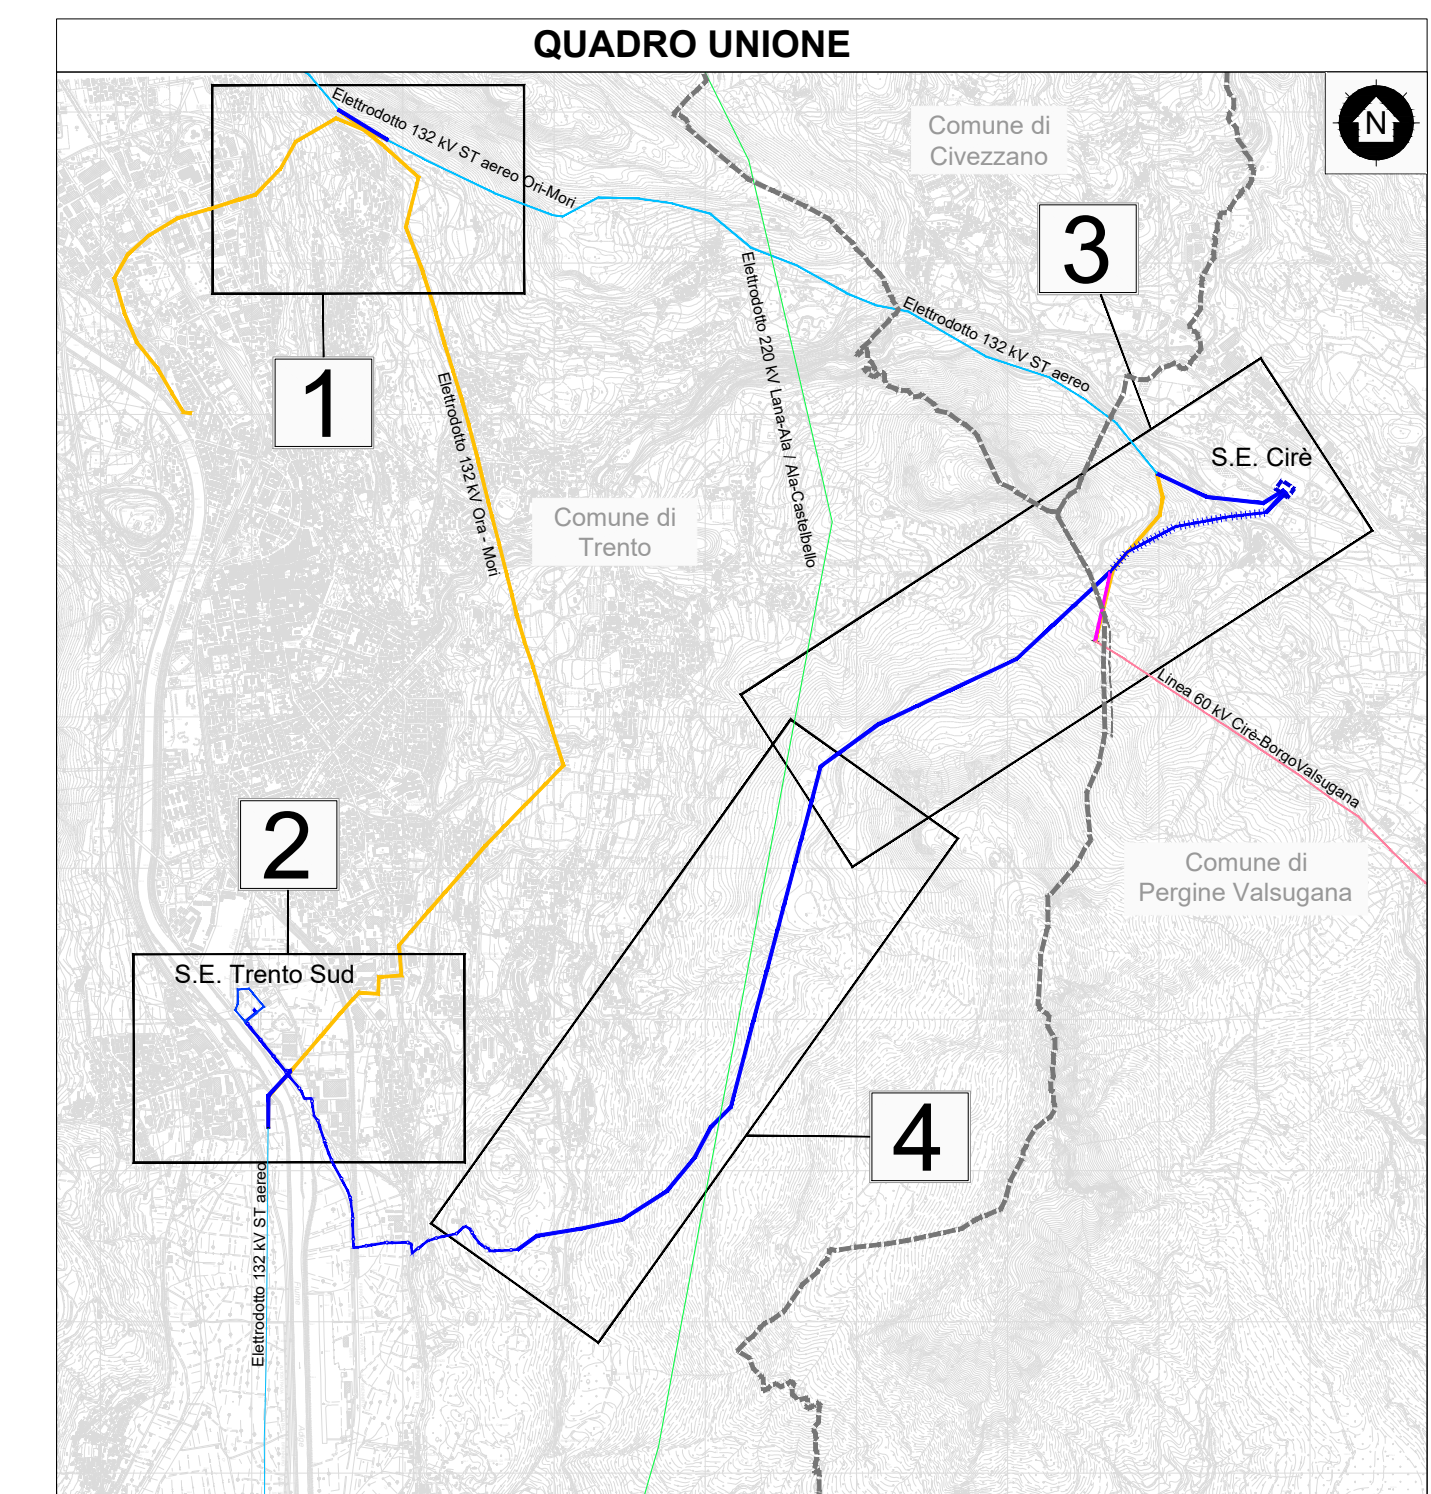 QUADRO UNIONE
N
Elettrodotto 132 kV ST aereo Ori-Mori
Comune di
Civezzano
3
Elettrodotto 220 kV Lana-Ala / Ala-Castelbello
Elettrodotto 132 kV ST aereo
1
Elettrodotto 132 kV Ora - Mori
S.E. Cirè
Comune di
Trento
Linea 60 kV Cirè-BorgoValsugana
2
Comune di
Pergine Valsugana
S.E. Trento Sud
4
Elettrodotto 132 kV ST aereo